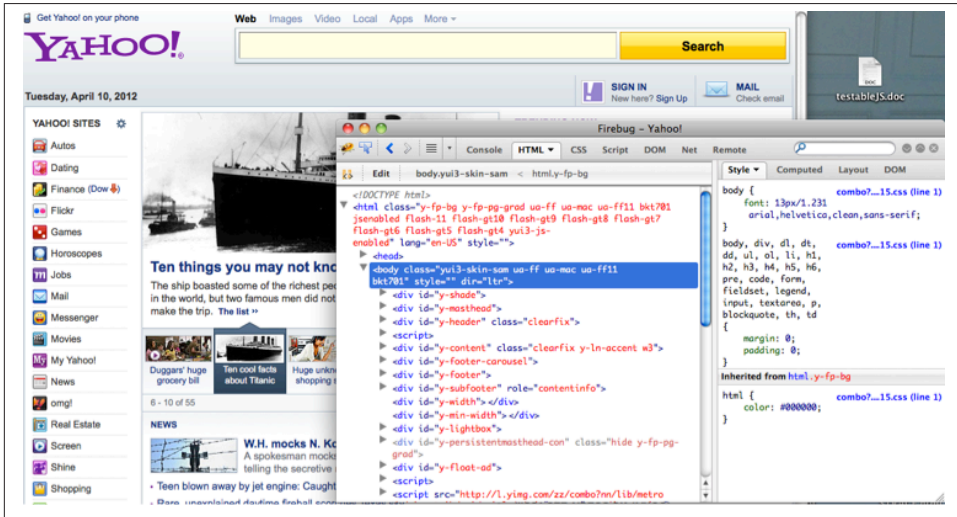 Get Yahoo! on your phone
Web Images Video Local Apps More
YAHOO!
Search
Tuesday, April 10, 2012
SIGN IN
New here? Sign Up
MAIL
Check email
DOC
testableJS.doc
YAHOO! SITES
Autos
Dating
Finance (Dow)
Flickr
Games
Horoscopes
Jobs
Mail
Messenger
Movies
My Yahoo!
News
omg!
Real Estate
Screen
Shine
Shopping
Ten things you may not kno
The ship boasted some of the richest peo
in the world, but two famous men did not
make the trip. The list »
Duggars' huge
grocery bill
Ten cool facts
about Titanic
Huge unkn
shopping
6 - 10 of 55
NEWS
W.H. mocks N. Ko
A spokesman mocks
telling the secretive
• Teen blown away by jet engine: Caught
• Rare, unexplained daytime fireball
Firebug – Yahoo!
Console HTML CSS Script DOM Net Remote
Edit body.yui3-skin-sam < html.y-fp-bg
<!DOCTYPE html>
<html class="y-fp-bg y-fp-pg-grad ua-ff ua-mac ua-ff11 bkt701
jsenabled flash-11 flash-gt10 flash-gt9 flash-gt8 flash-gt7
flash-gt6 flash-gt5 flash-gt4 yui3-js-
enabled" lang="en-US" style="">
<head>
<body class="yui3-skin-sam ua-ff ua-mac ua-ff11
bkt701" style="" dir="ltr">
<div id="y-shade">
<div id="y-masthead">
<div id="y-header" class="clearfix">
<script>
<div id="y-content" class="clearfix y-ln-accent w3">
<div id="y-footer-carousel">
<div id="y-footer">
<div id="y-subfooter" role="contentinfo">
<div id="y-width"></div>
<div id="y-min-width"></div>
<div id="y-lightbox">
<div id="y-persistentmasthead-con" class="hide y-fp-pg-
grad">
<div id="y-float-ad">
<script>
<script src="http://l.yimg.com/zz/combo?nn/lib/metro
Style Computed Layout DOM
body { combo?....15.css (line 1)
font: 13px/1.231
arial,helvetica,clean,sans-serif;
}
body, div, dl, dt, combo?....15.css (line 1)
dd, ul, ol, li, h1,
h2, h3, h4, h5, h6,
pre, code, form,
fieldset, legend,
input, textarea, p,
blockquote, th, td
{
margin: 0;
padding: 0;
}
Inherited from html.y-fp-bg
html { combo?....15.css (line 1)
color: #000000;
}